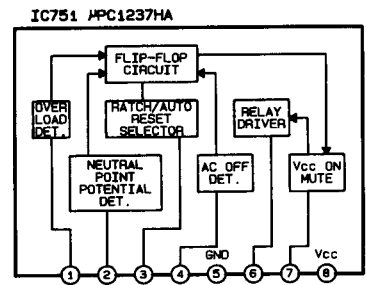 IC751 μPC1237HA
FLIP-FLOP
CIRCUIT
OVER
LOAD
DET.
RATCH/AUTO
RESET
SELECTOR
RELAY
DRIVER
NEUTRAL
POINT
POTENTIAL
DET.
AC OFF
DET.
Vcc ON
MUTE
GND
Vcc
1 2 3 4 5 6 7 8